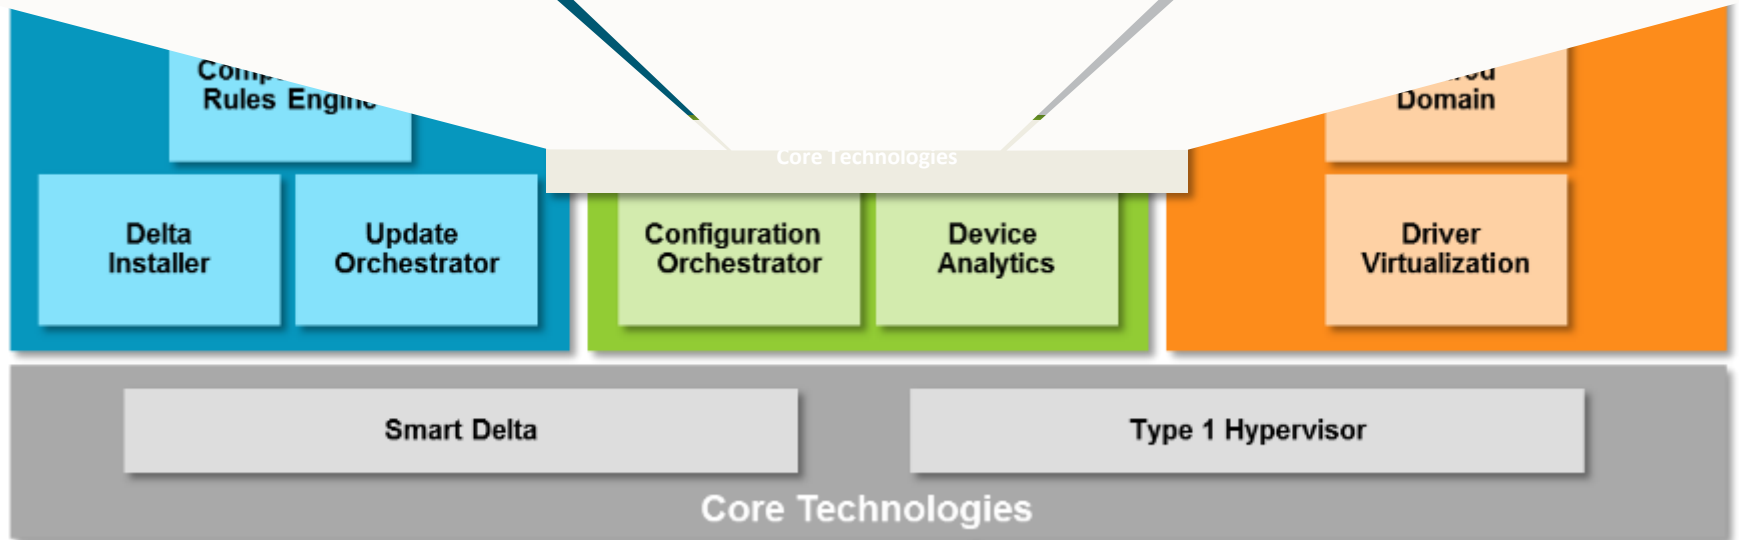 Rules Engine
Domain
Core Technologies
Delta
Installer
Update
Orchestrator
Configuration
Orchestrator
Device
Analytics
Driver
Virtualization
Smart Delta
Type 1 Hypervisor
Core Technologies